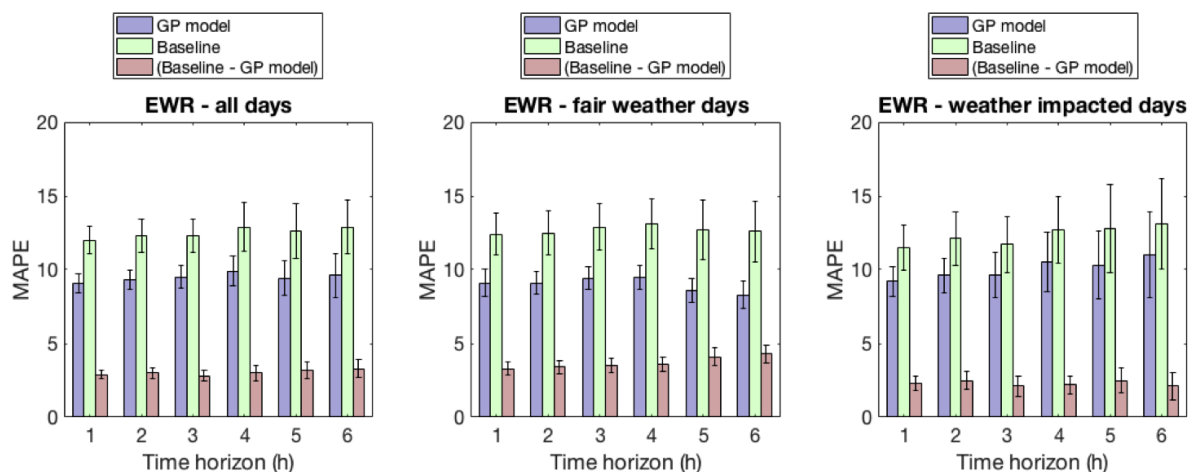 GP model
Baseline
(Baseline - GP model)
EWR - all days
20
15
10
5
0
MAPE
1 2 3 4 5 6
Time horizon (h)
GP model
Baseline
(Baseline - GP model)
EWR - fair weather days
20
15
10
5
0
MAPE
1 2 3 4 5 6
Time horizon (h)
GP model
Baseline
(Baseline - GP model)
EWR - weather impacted days
20
15
10
5
0
MAPE
1 2 3 4 5 6
Time horizon (h)